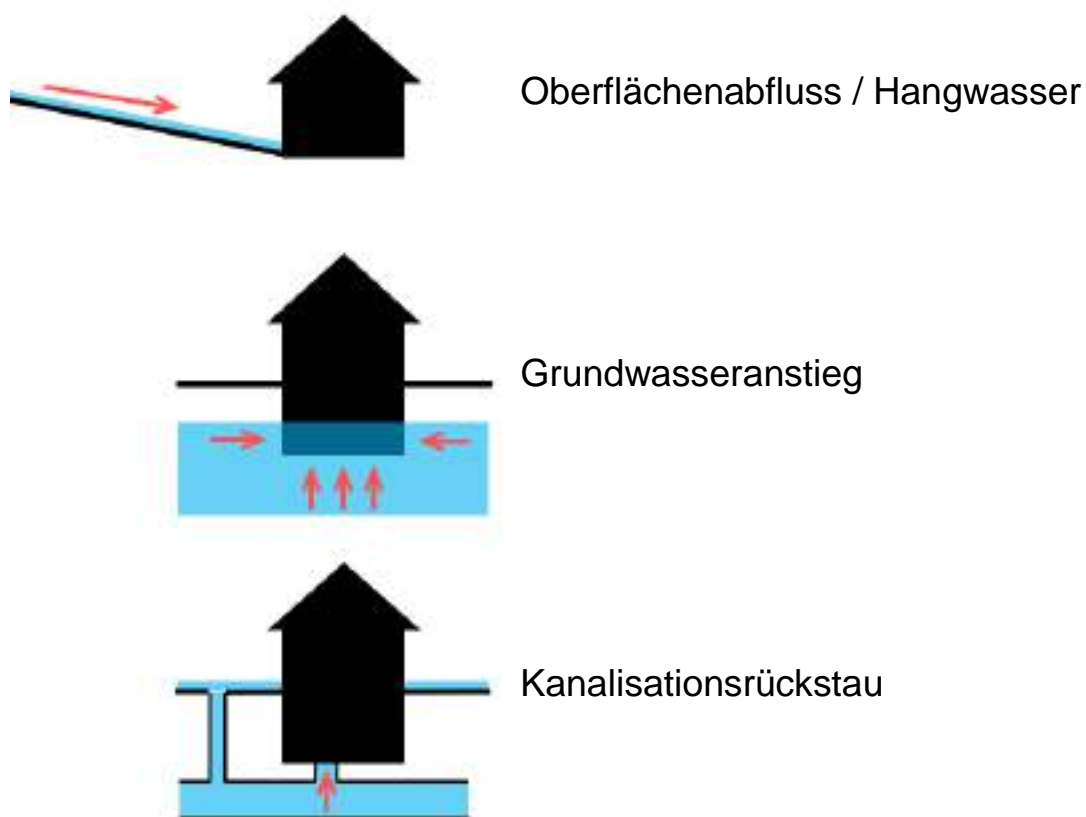 Oberflächenabfluss / Hangwasser
Grundwasseranstieg
Kanalisationsrückstau